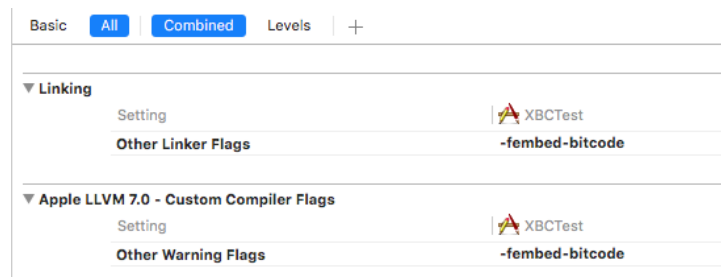 Basic All Combined Levels +
Linking
Setting XBCTest
Other Linker Flags -fembed-bitcode
Apple LLVM 7.0 - Custom Compiler Flags
Setting XBCTest
Other Warning Flags -fembed-bitcode